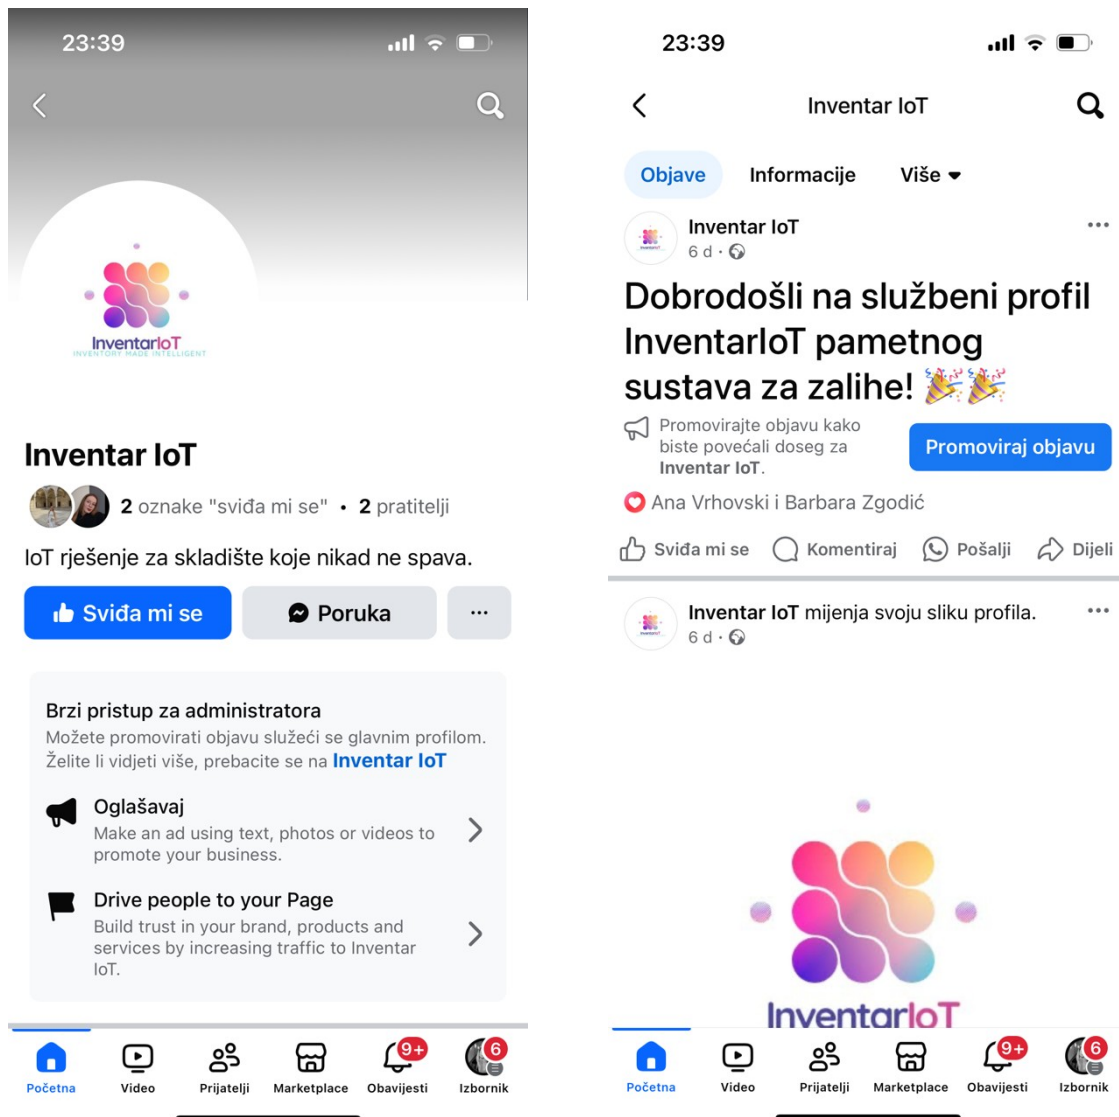 23:39
InventarIoT
INVENTORY MADE INTELLIGENT
Inventar IoT
2 oznake "sviđa mi se" • 2 pratitelji
IoT rješenje za skladište koje nikad ne spava.
Sviđa mi se
Poruka
Brzi pristup za administratora
Možete promovirati objavu služeći se glavnim profilom.
Želite li vidjeti više, prebacite se na Inventar IoT
Oglašavaj
Make an ad using text, photos or videos to
promote your business.
Drive people to your Page
Build trust in your brand, products and
services by increasing traffic to Inventar
IoT.
9+
6
Početna
Video
Prijatelji
Marketplace
Obavijesti
Izbornik
23:39
Inventar IoT
Objave
Informacije
Više
Inventar IoT
6 d ·
Dobrodošli na službeni profil
InventarIoT pametnog
sustava za zalihe! 🎉🎉
Promovirajte objavu kako
biste povećali doseg za
Inventar IoT.
Promoviraj objavu
Ana Vrhovski i Barbara Zgodić
Sviđa mi se
Komentiraj
Pošalji
Dijeli
Inventar IoT mijenja svoju sliku profila.
6 d ·
InventarIoT
9+
6
Početna
Video
Prijatelji
Marketplace
Obavijesti
Izbornik